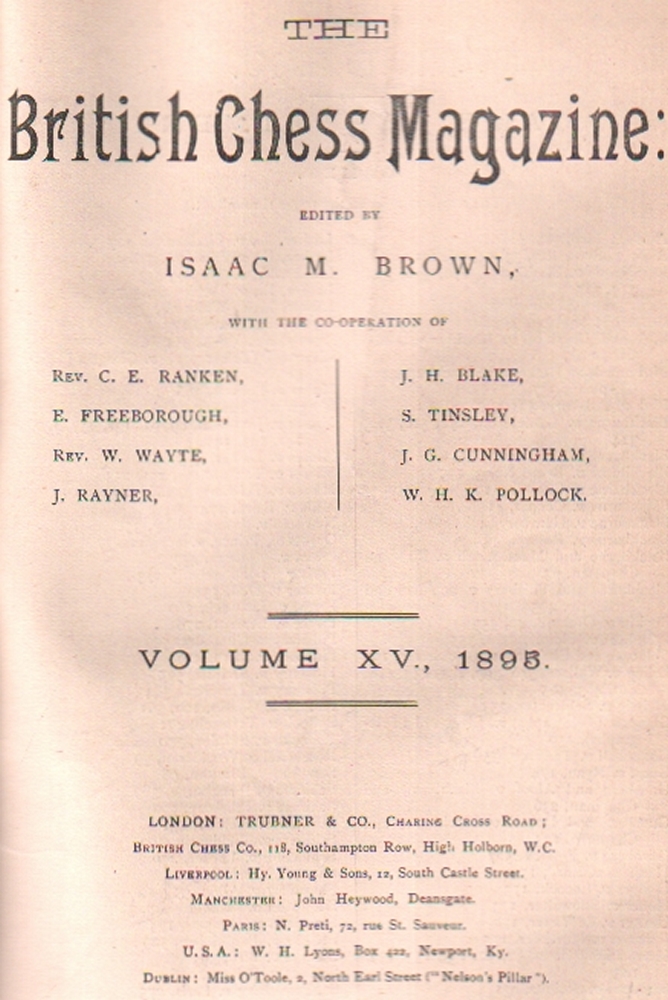 THE
British Chess Magazine:
EDITED BY
ISAAC M. BROWN,
WITH THE CO-OPERATION OF
REV. C. E. RANKEN,
E. FREEBOROUGH,
REV. W. WAYTE,
J. RAYNER,
J. H. BLAKE,
S. TINSLEY,
J. G. CUNNINGHAM,
W. H. K. POLLOCK.
VOLUME XV., 1895.
LONDON: TRUBNER & CO., CHARING CROSS ROAD;
BRITISH CHESS CO., 118, Southampton Row, High Holborn, W.C.
LIVERPOOL: Hy. Young & Sons, 12, South Castle Street.
MANCHESTER: John Heywood, Deansgate.
PARIS: N. Preti, 72, rue St. Sauveur.
U.S.A.: W. H. Lyons, Box 422, Newport, Ky.
DUBLIN: Miss O'Toole, 2, North Earl Street ("Nelson's Pillar").